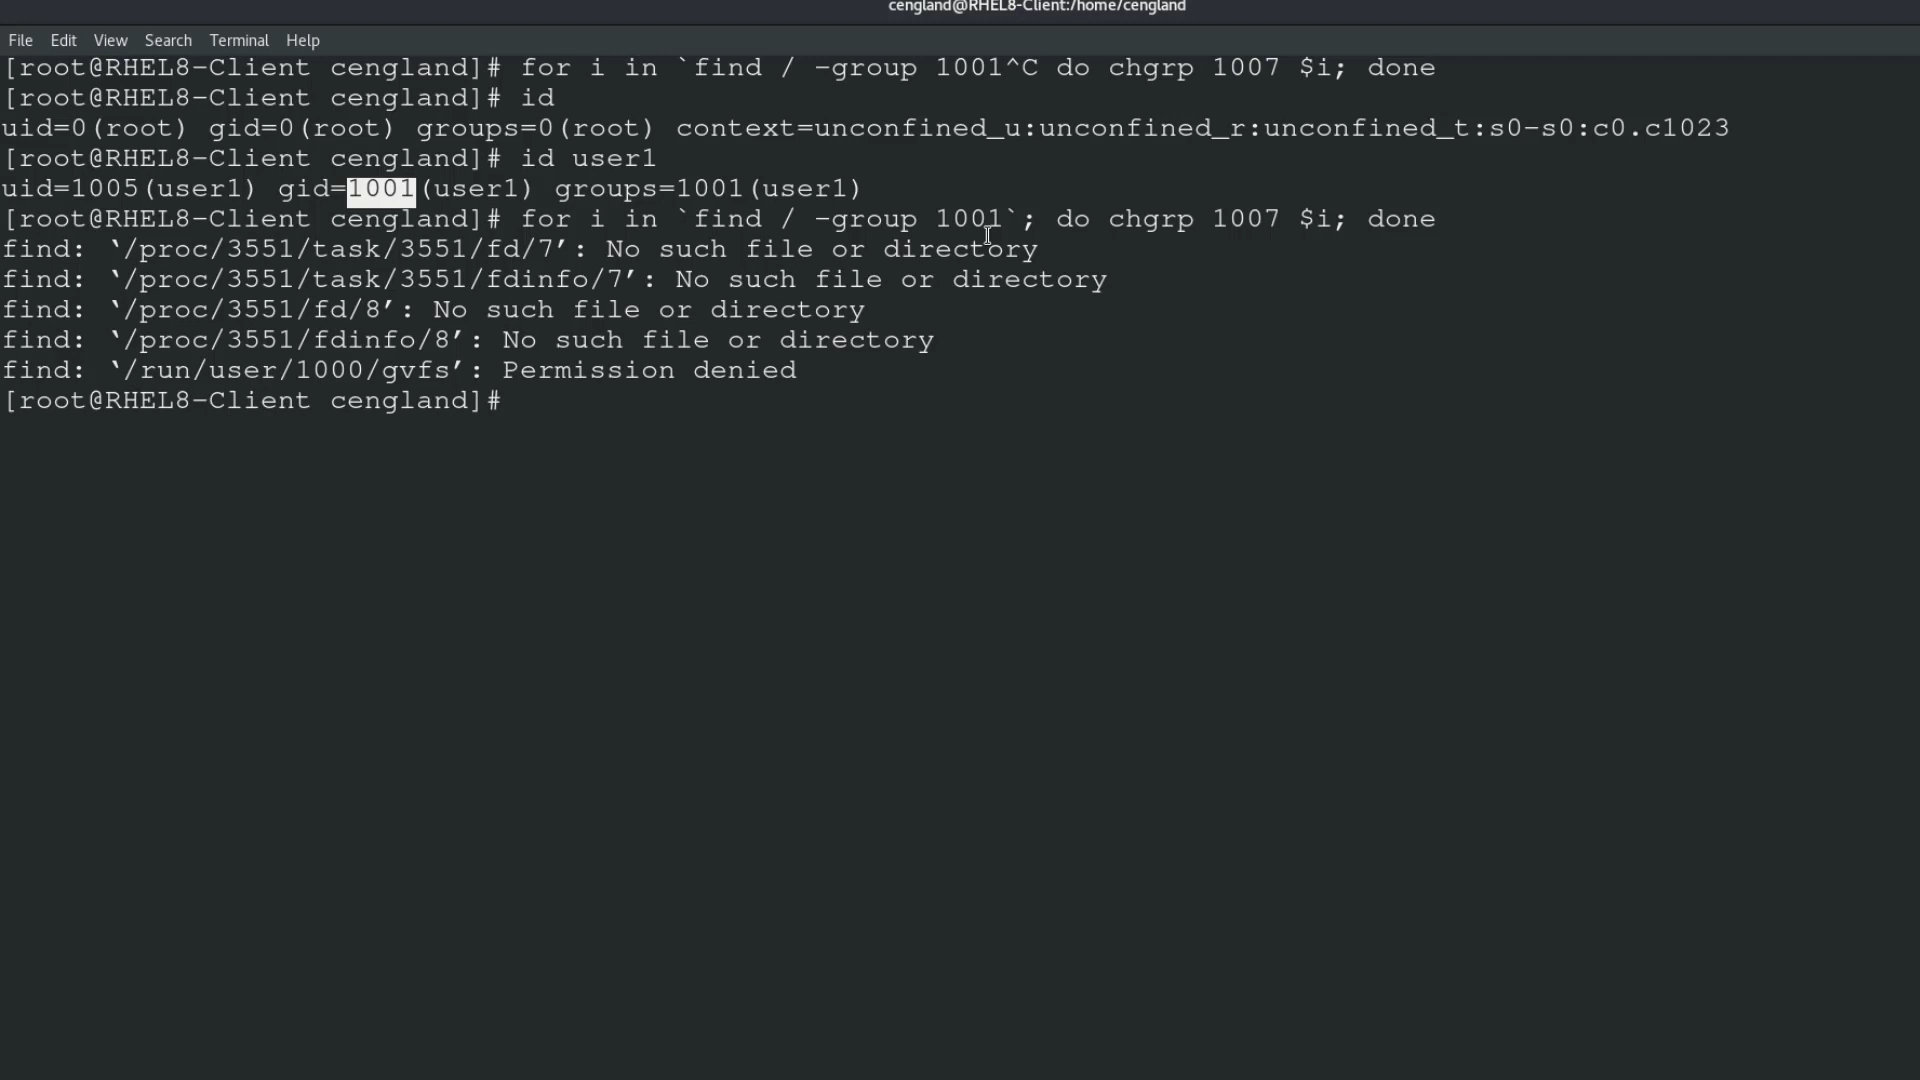 cengland@RHEL8-Client:/home/cengland
File Edit View Search Terminal Help
[root@RHEL8-Client cengland]# for i in `find / -group 1001^C do chgrp 1007 $i; done
[root@RHEL8-Client cengland]# id
uid=0(root) gid=0(root) groups=0(root) context=unconfined_u:unconfined_r:unconfined_t:s0-s0:c0.c1023
[root@RHEL8-Client cengland]# id user1
uid=1005(user1) gid=1001(user1) groups=1001(user1)
[root@RHEL8-Client cengland]# for i in `find / -group 1001`; do chgrp 1007 $i; done
find: ‘/proc/3551/task/3551/fd/7’: No such file or directory
find: ‘/proc/3551/task/3551/fdinfo/7’: No such file or directory
find: ‘/proc/3551/fd/8’: No such file or directory
find: ‘/proc/3551/fdinfo/8’: No such file or directory
find: ‘/run/user/1000/gvfs’: Permission denied
[root@RHEL8-Client cengland]#